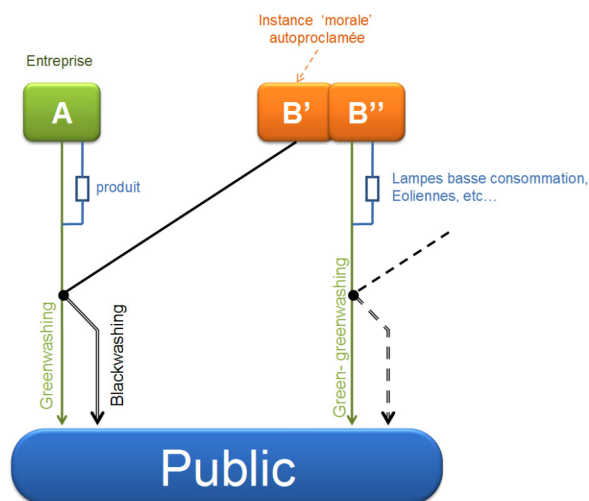 Instance ‘morale’
autoproclamée
Entreprise
A
B’
B’’
produit
Lampes basse consommation,
Eoliennes, etc…
Greenwashing
Blackwashing
Green- greenwashing
Public